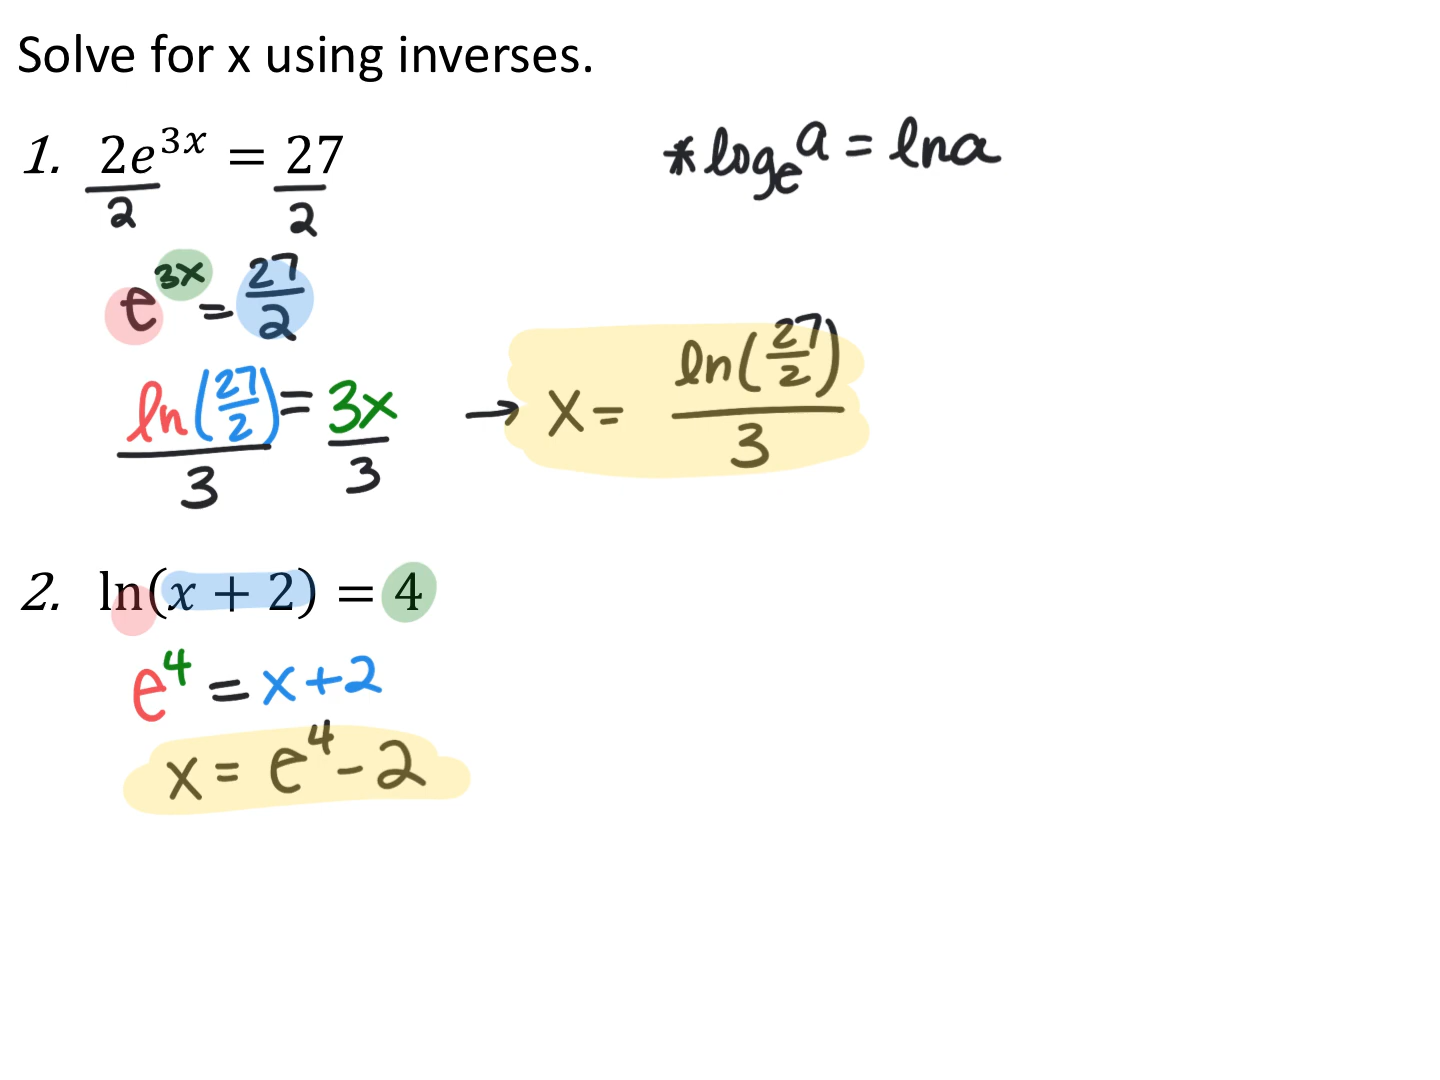 Solve for x using inverses.
1. 2e^{3x} = 27
2 2
* log_e a = ln a
e^{3x} = 27/2
ln(27/2) = 3x
3 3
→ x = ln(27/2)/3
2. ln(x + 2) = 4
e^4 = x+2
x = e^4 - 2